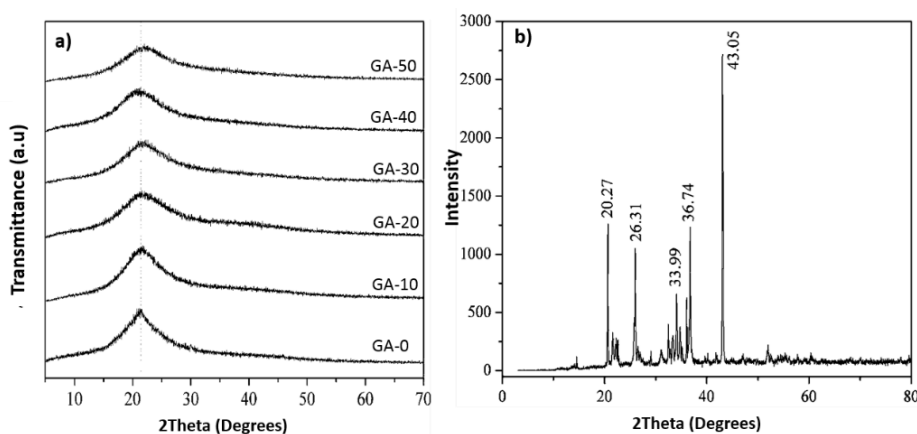 a)
GA-50
GA-40
GA-30
GA-20
GA-10
GA-0
, Transmittance (a.u)
10 20 30 40 50 60 70
2Theta (Degrees)
b)
3000
2500
2000
1500
1000
500
0
Intensity
20.27
26.31
33.99
36.74
43.05
0 20 40 60 80
2Theta (Degrees)